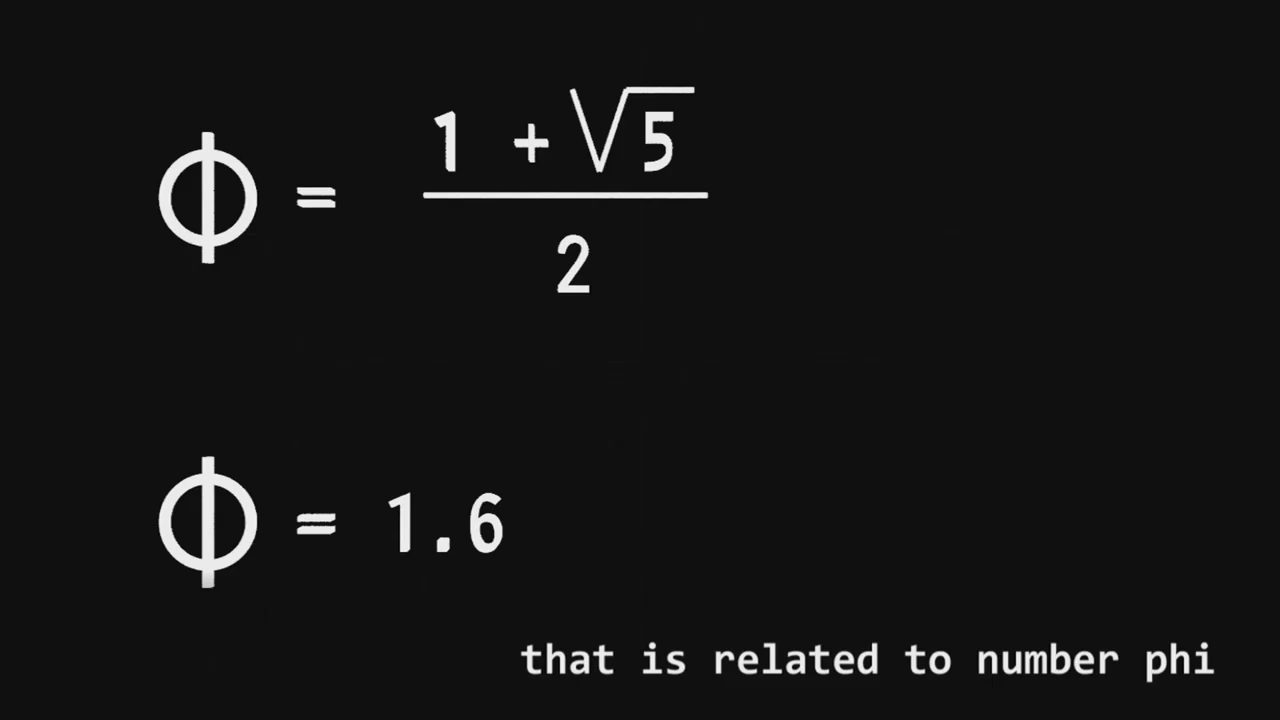 ϕ = 1 + √5
2
ϕ = 1.6
that is related to number phi